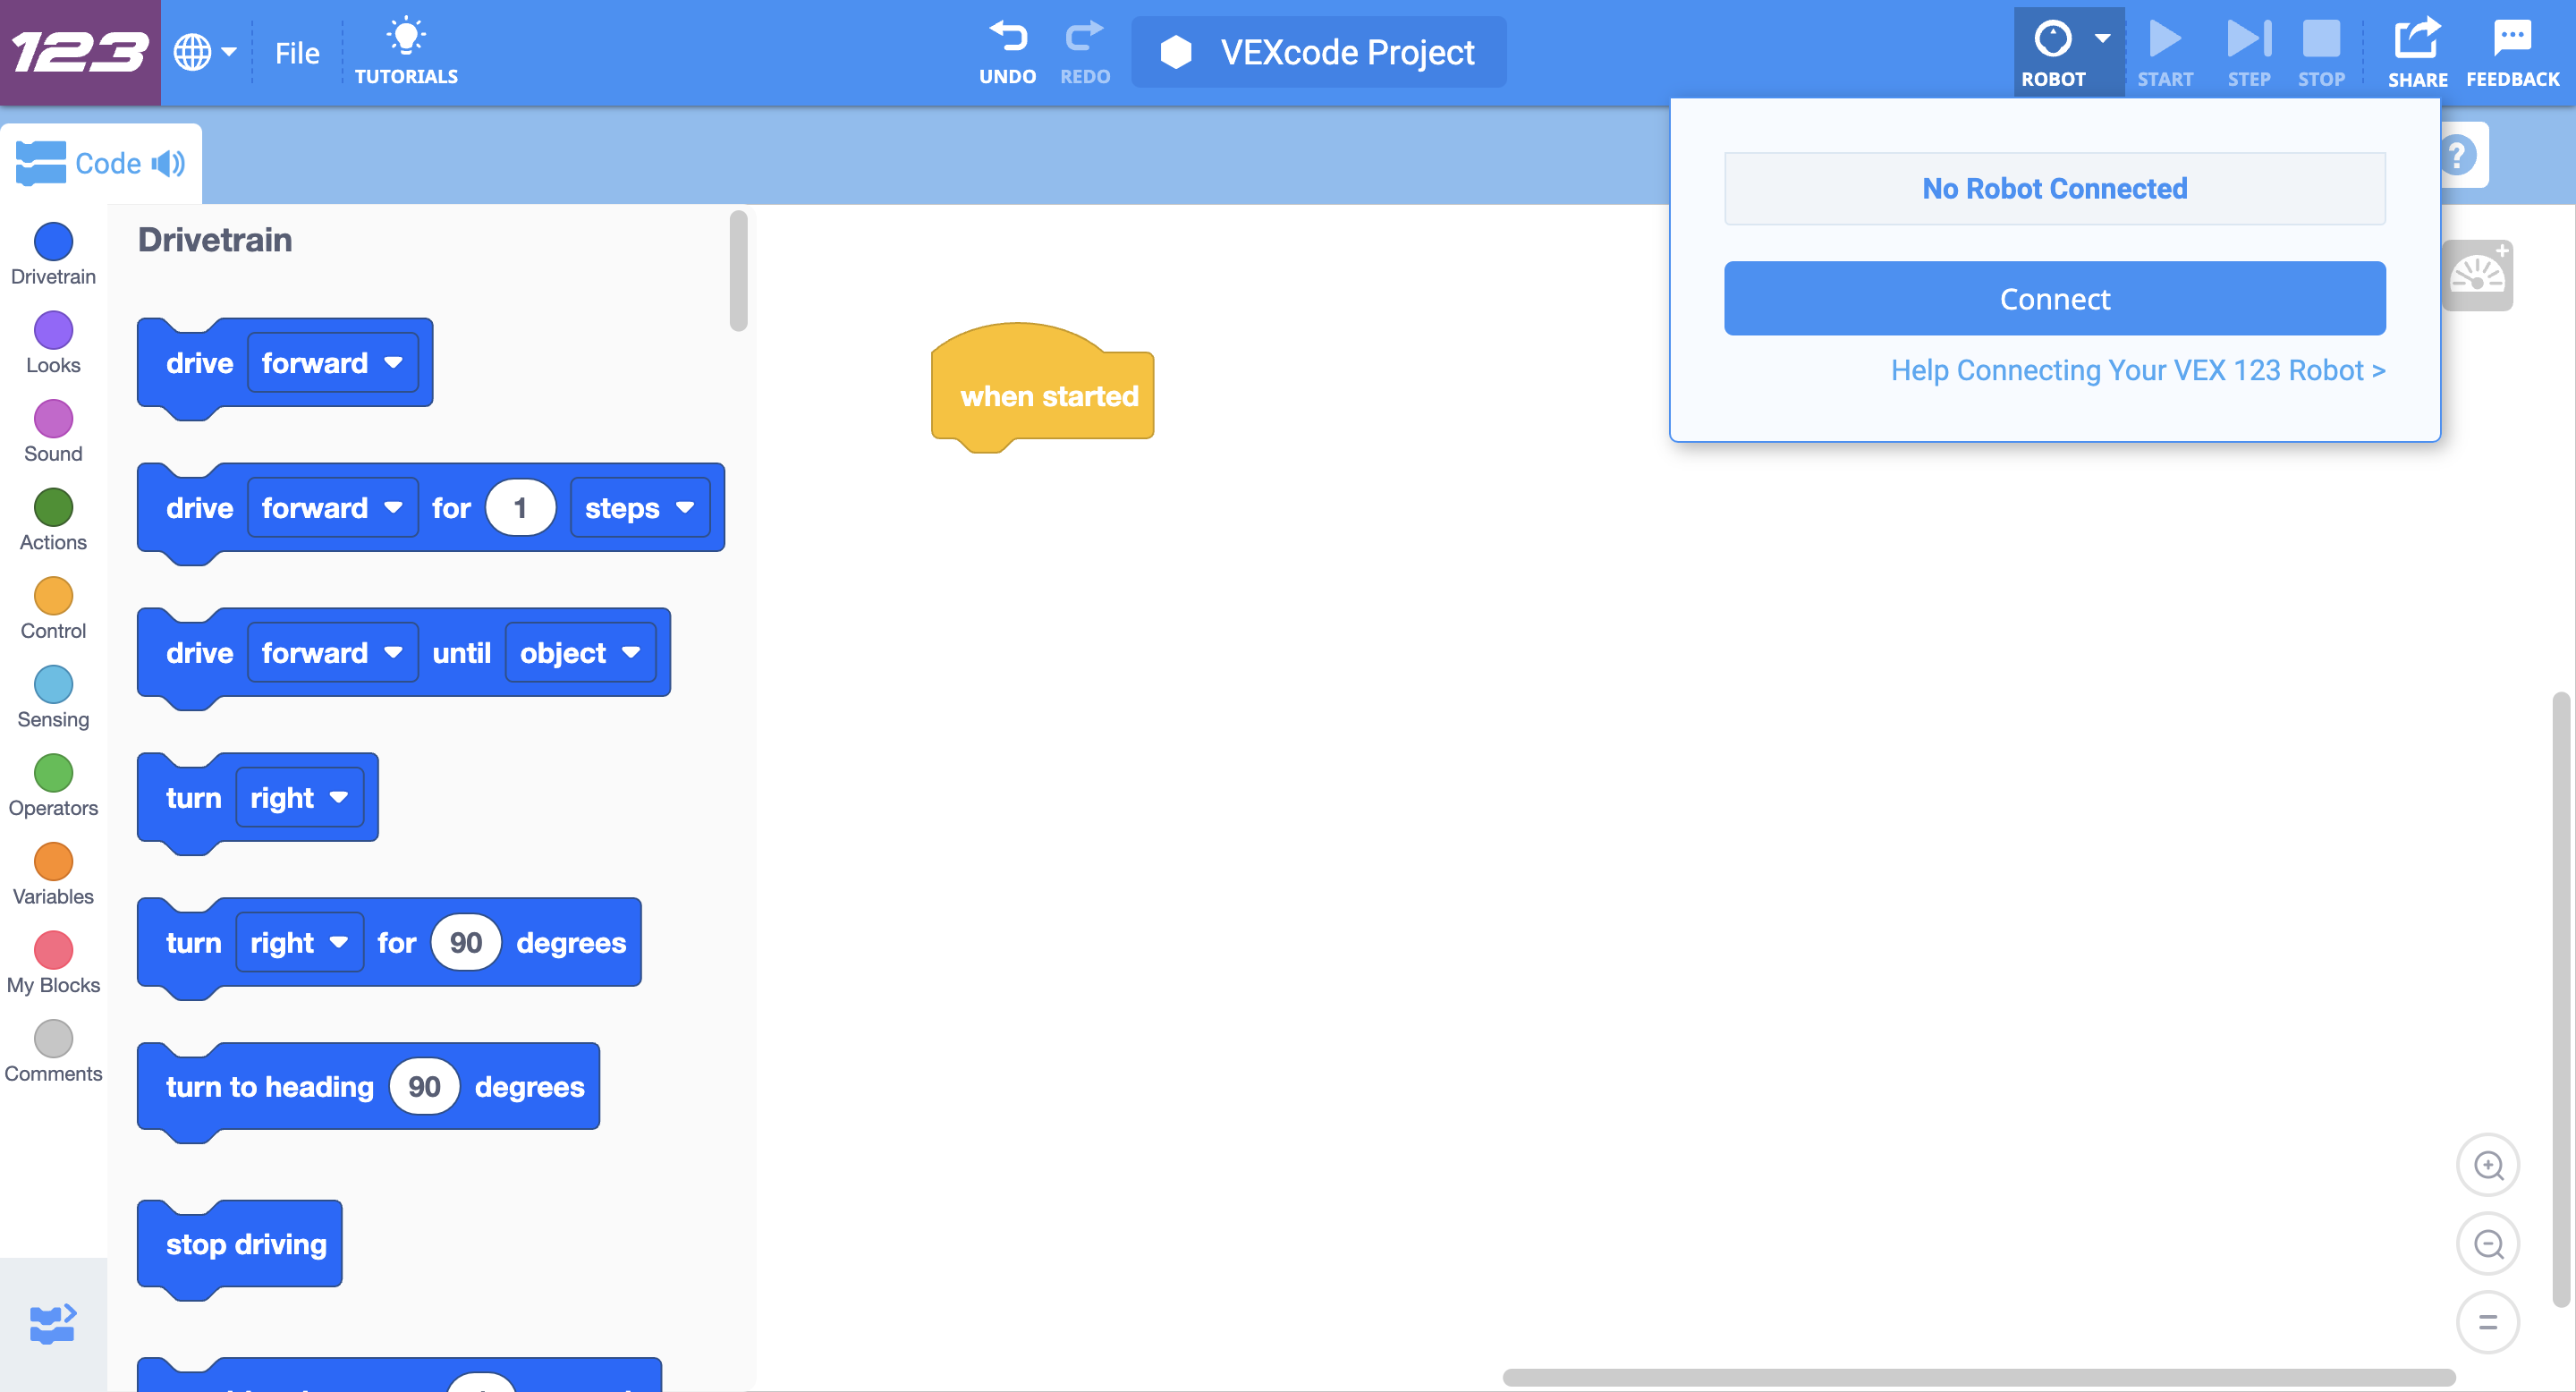 123
File
TUTORIALS
UNDO
REDO
VEXcode Project
ROBOT
START
STEP
STOP
SHARE
FEEDBACK
Code
?
No Robot Connected
Connect
Help Connecting Your VEX 123 Robot >
Drivetrain
Looks
Sound
Actions
Control
Sensing
Operators
Variables
My Blocks
Comments
Drivetrain
drive forward
drive forward for 1 steps
drive forward until object
turn right
turn right for 90 degrees
turn to heading 90 degrees
stop driving
when started